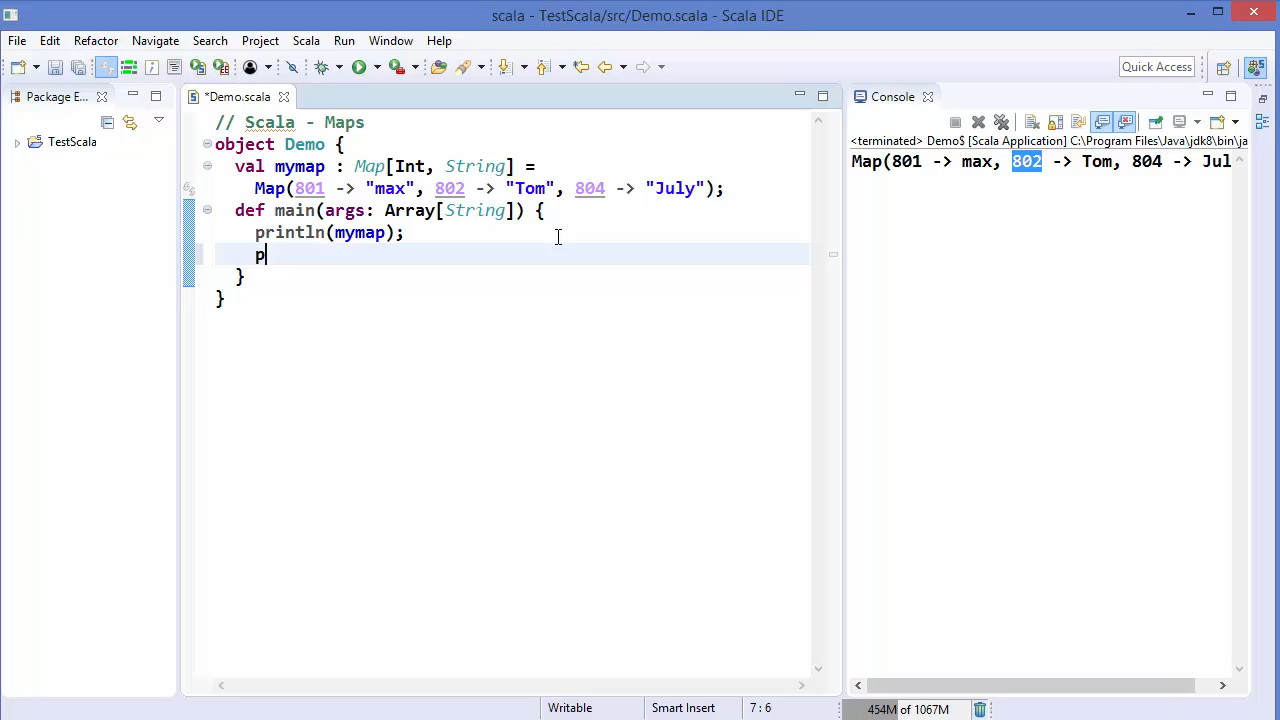 scala - TestScala/src/Demo.scala - Scala IDE
File Edit Refactor Navigate Search Project Scala Run Window Help
Quick Access
Package E...
*Demo.scala
Console
TestScala
<terminated> Demo$ [Scala Application] C:\Program Files\Java\jdk8\bin\ja
Map(801 -> max, 802 -> Tom, 804 -> Jul
// Scala - Maps
object Demo {
val mymap : Map[Int, String] =
Map(801 -> "max", 802 -> "Tom", 804 -> "July");
def main(args: Array[String]) {
println(mymap);
p
}
}
Writable Smart Insert 7 : 6 454M of 1067M